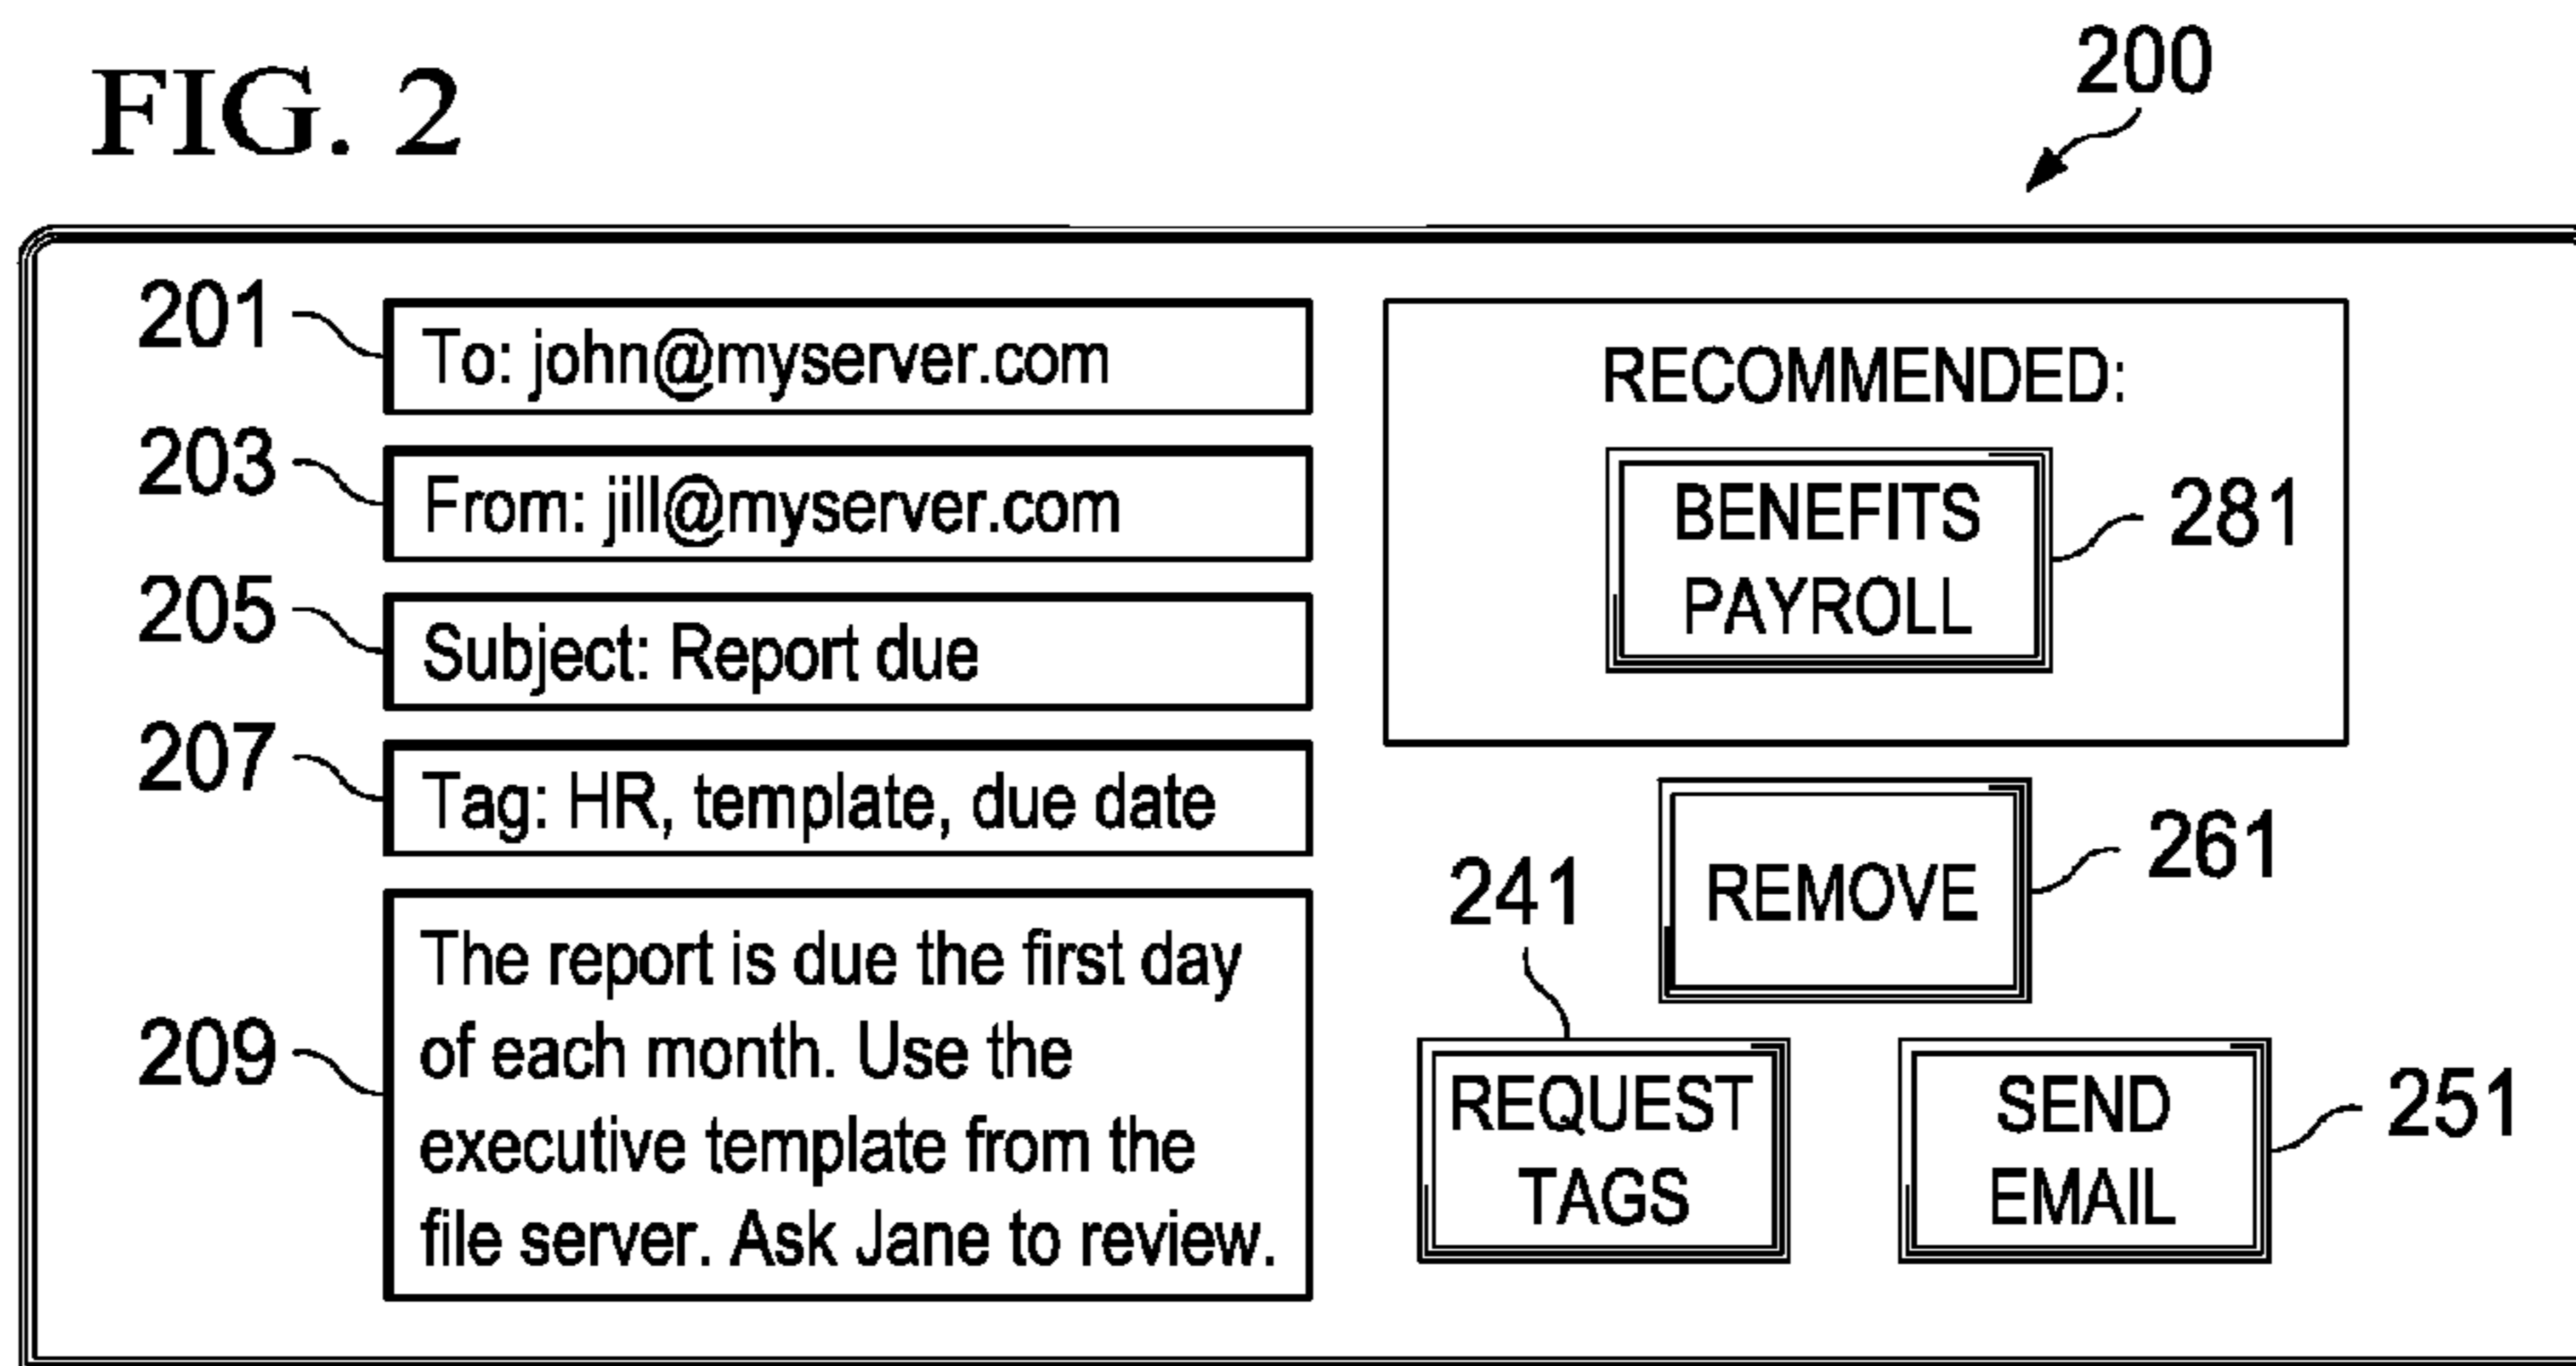 FIG. 2
200
201
To: john@myserver.com
203
From: jill@myserver.com
205
Subject: Report due
207
Tag: HR, template, due date
209
The report is due the first day
of each month. Use the
executive template from the
file server. Ask Jane to review.
RECOMMENDED:
BENEFITS
PAYROLL
281
REMOVE
261
241
REQUEST
TAGS
SEND
EMAIL
251